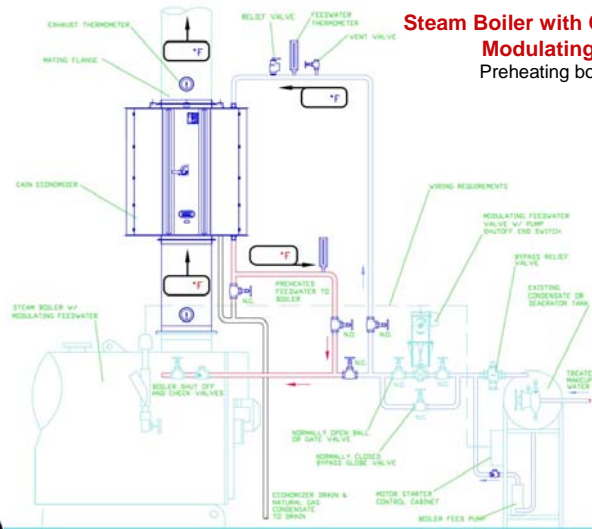 Steam Boiler with
Modulating
Preheating bo
EXHAUST THERMOMETER
MATING FLANGE
°F
RELIEF VALVE
FEEDWATER
THERMOMETER
VENT VALVE
°F
CAIN ECONOMIZER
WIRING REQUIREMENTS
MODULATING FEEDWATER
VALVE W/ PUMP
SHUTOFF END SWITCH
BYPASS RELIEF
VALVE
EXISTING
CONDENSATE OR
DEAERATOR TANK
°F
°F
PREHEATED
FEEDWATER TO
BOILER
N.C.
STEAM BOILER W/
MODULATING FEEDWATER
N.O.
N.O.
N.C.
TREATE
MAKEUP
WATER
BOILER SHUT OFF
AND CHECK VALVES
N.O.
N.O.
N.C.
NORMALLY OPEN BALL
OR GATE VALVE
NORMALLY CLOSED
BYPASS GLOBE VALVE
ECONOMIZER DRAIN &
NATURAL GAS
CONDENSATE
TO DRAIN
MOTOR STARTER
CONTROL CABINET
BOILER FEED PUMP